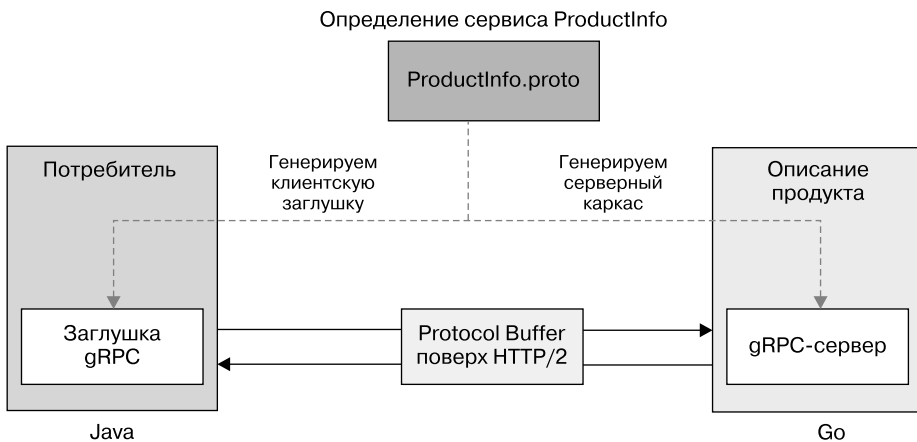 Определение сервиса ProductInfo
ProductInfo.proto
Потребитель
Генерируем
клиентскую
заглушку
Генерируем
серверный
каркас
Описание
продукта
Заглушка
gRPC
Protocol Buffer
поверх HTTP/2
gRPC-сервер
Java
Go